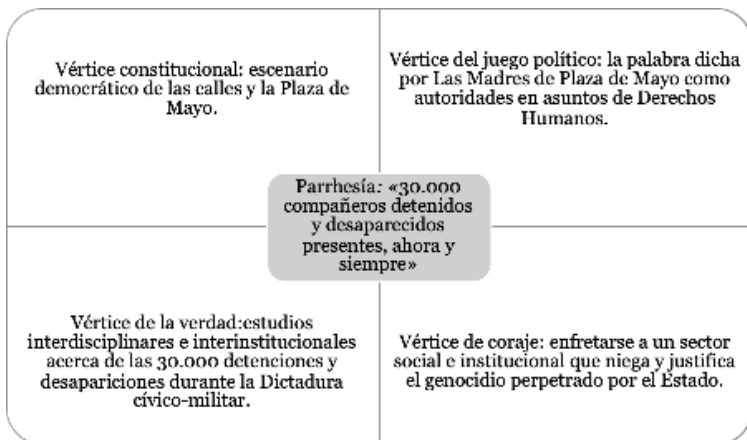 Vértice constitucional: escenario
democrático de las calles y la Plaza de
Mayo.
Vértice del juego político: la palabra dicha
por Las Madres de Plaza de Mayo como
autoridades en asuntos de Derechos
Humanos.
Parrhesía: «30.000
compañeros detenidos
y desaparecidos
presentes, ahora y
siempre»
Vértice de la verdad:estudios
interdisciplinares e interinstitucionales
acerca de las 30.000 detenciones y
desapariciones durante la Dictadura
cívico-militar.
Vértice de coraje: enfretarse a un sector
social e institucional que niega y justifica
el genocidio perpetrado por el Estado.